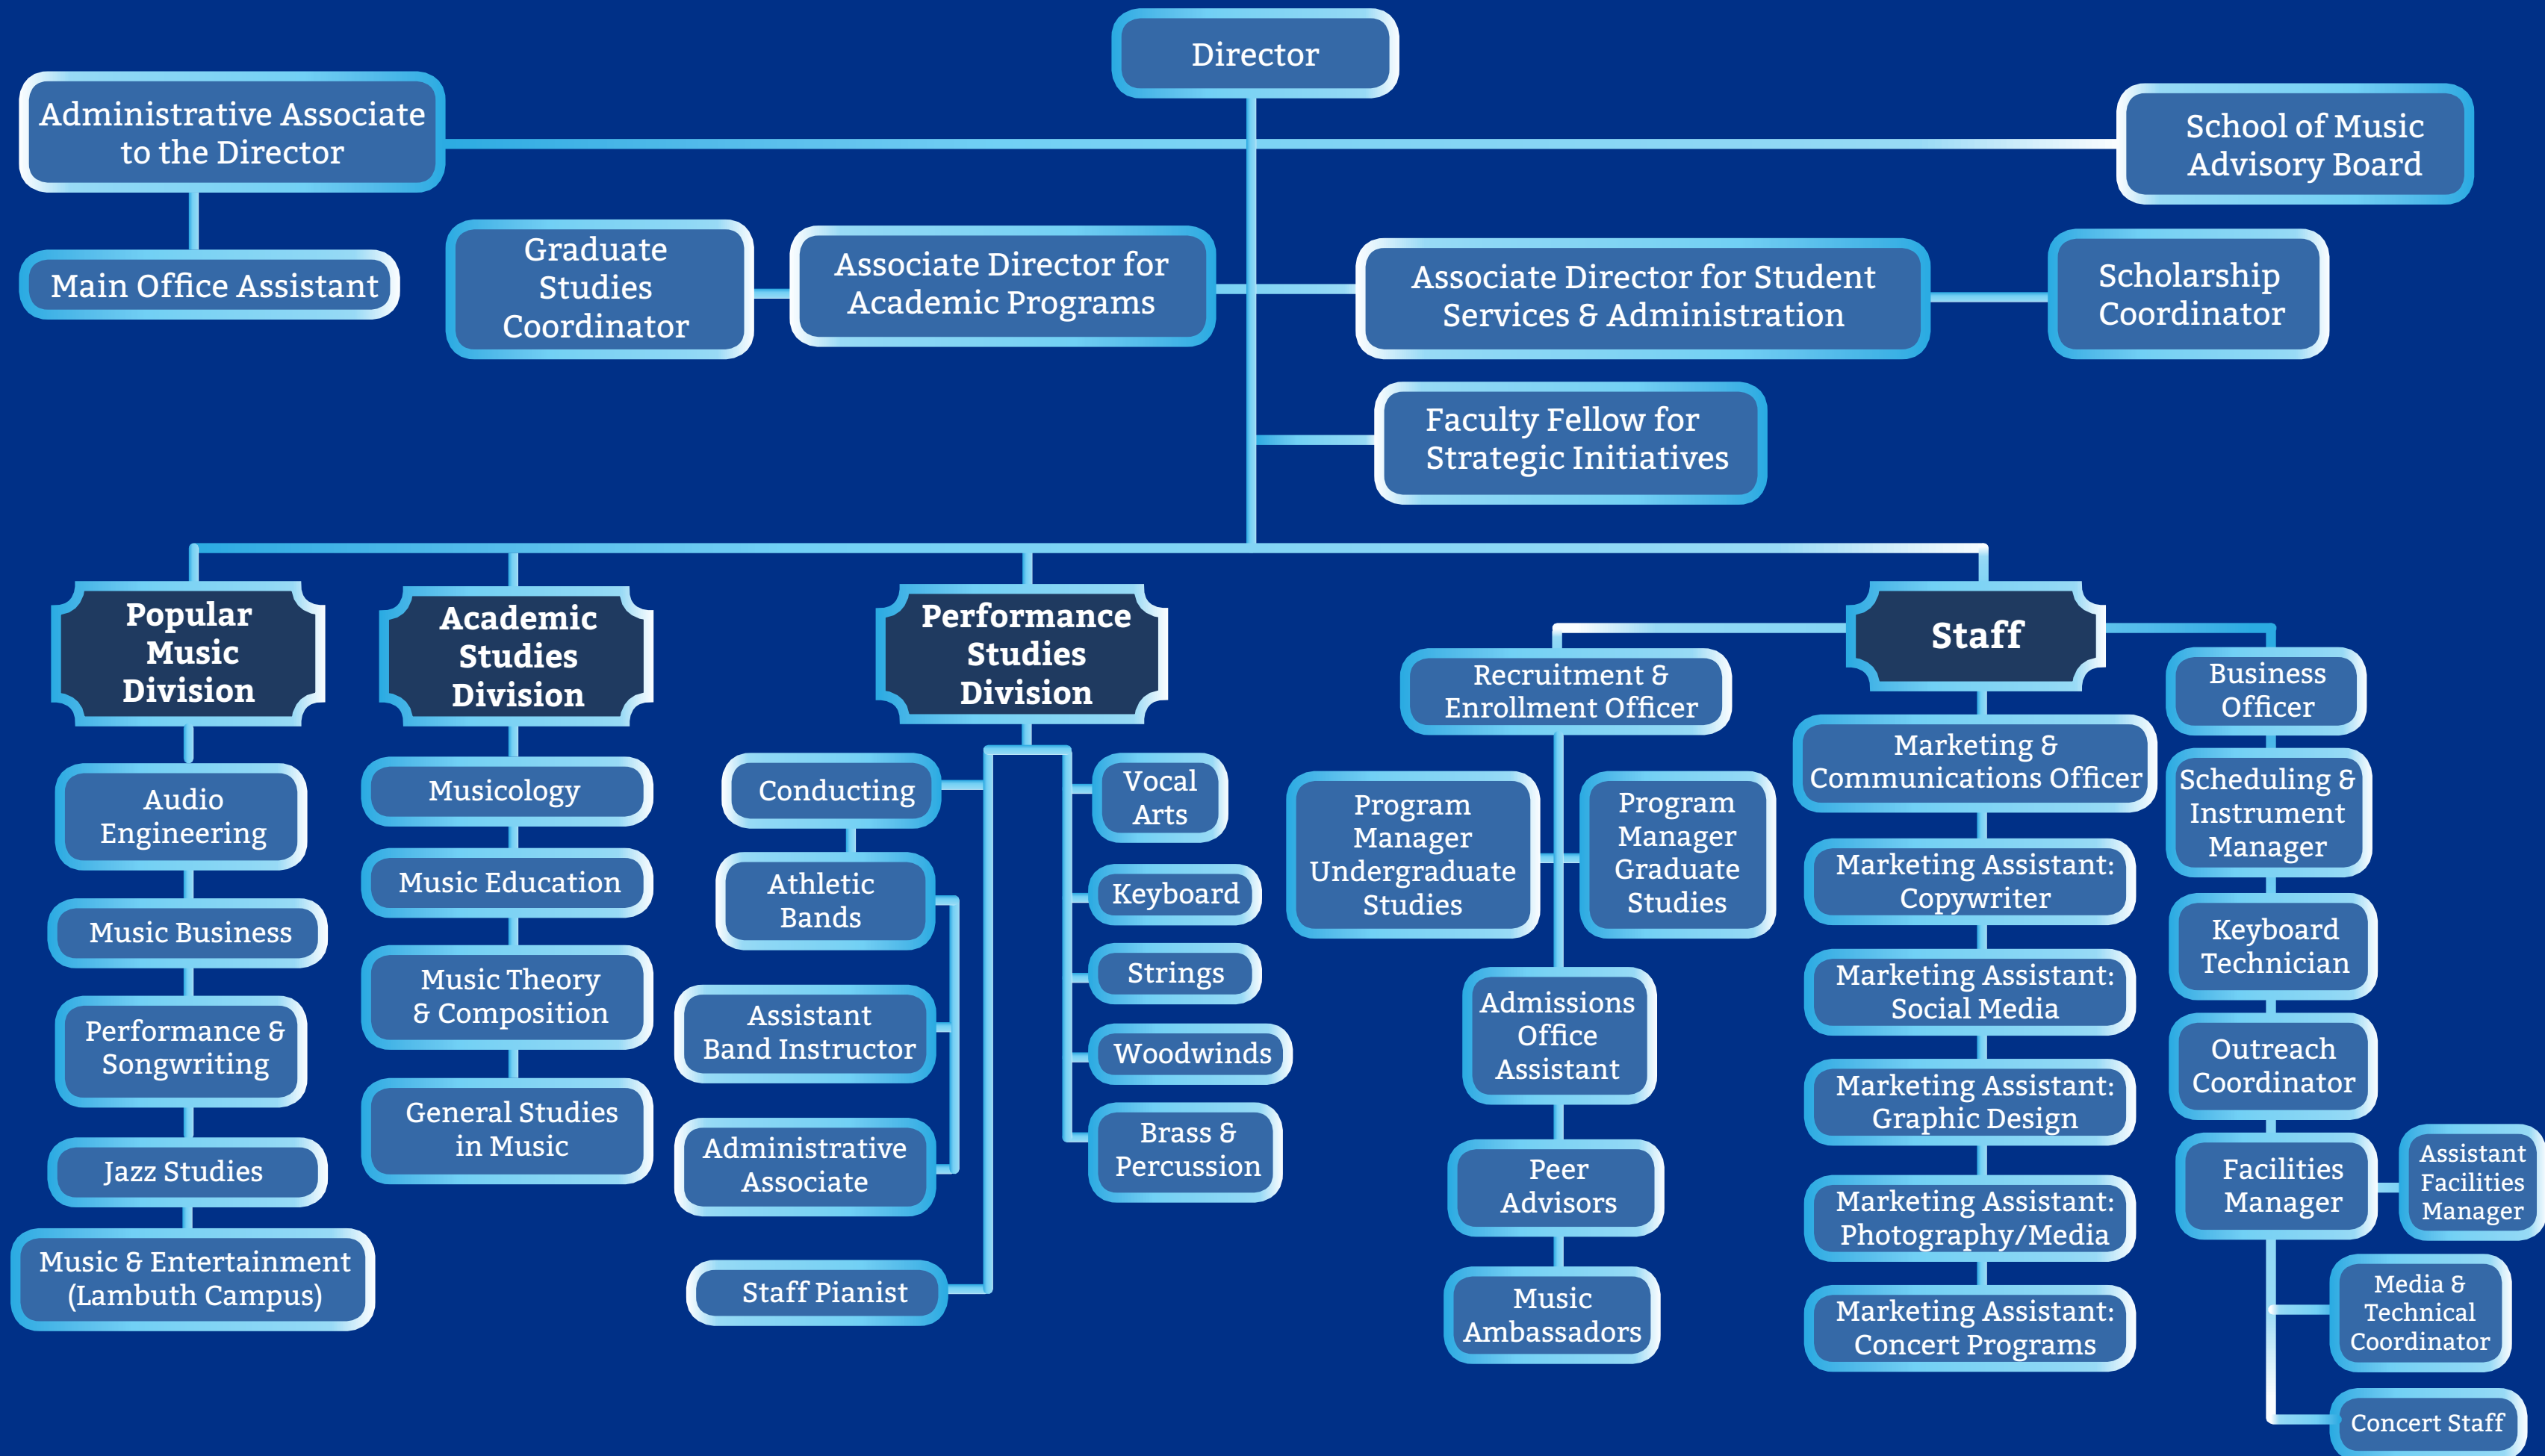 Director
Administrative Associate
to the Director
School of Music
Advisory Board
Main Office Assistant
Graduate
Studies
Coordinator
Associate Director for
Academic Programs
Associate Director for Student
Services & Administration
Scholarship
Coordinator
Faculty Fellow for
Strategic Initiatives
Popular
Music
Division
Audio
Engineering
Music Business
Performance &
Songwriting
Jazz Studies
Music & Entertainment
(Lambuth Campus)
Academic
Studies
Division
Musicology
Music Education
Music Theory
& Composition
General Studies
in Music
Performance
Studies
Division
Conducting
Athletic
Bands
Assistant
Band Instructor
Administrative
Associate
Staff Pianist
Vocal
Arts
Keyboard
Strings
Woodwinds
Brass &
Percussion
Staff
Recruitment &
Enrollment Officer
Program
Manager
Undergraduate
Studies
Program
Manager
Graduate
Studies
Admissions
Office
Assistant
Peer
Advisors
Music
Ambassadors
Marketing &
Communications Officer
Marketing Assistant:
Copywriter
Marketing Assistant:
Social Media
Marketing Assistant:
Graphic Design
Marketing Assistant:
Photography/Media
Marketing Assistant:
Concert Programs
Business
Officer
Scheduling &
Instrument
Manager
Keyboard
Technician
Outreach
Coordinator
Facilities
Manager
Assistant
Facilities
Manager
Media &
Technical
Coordinator
Concert Staff